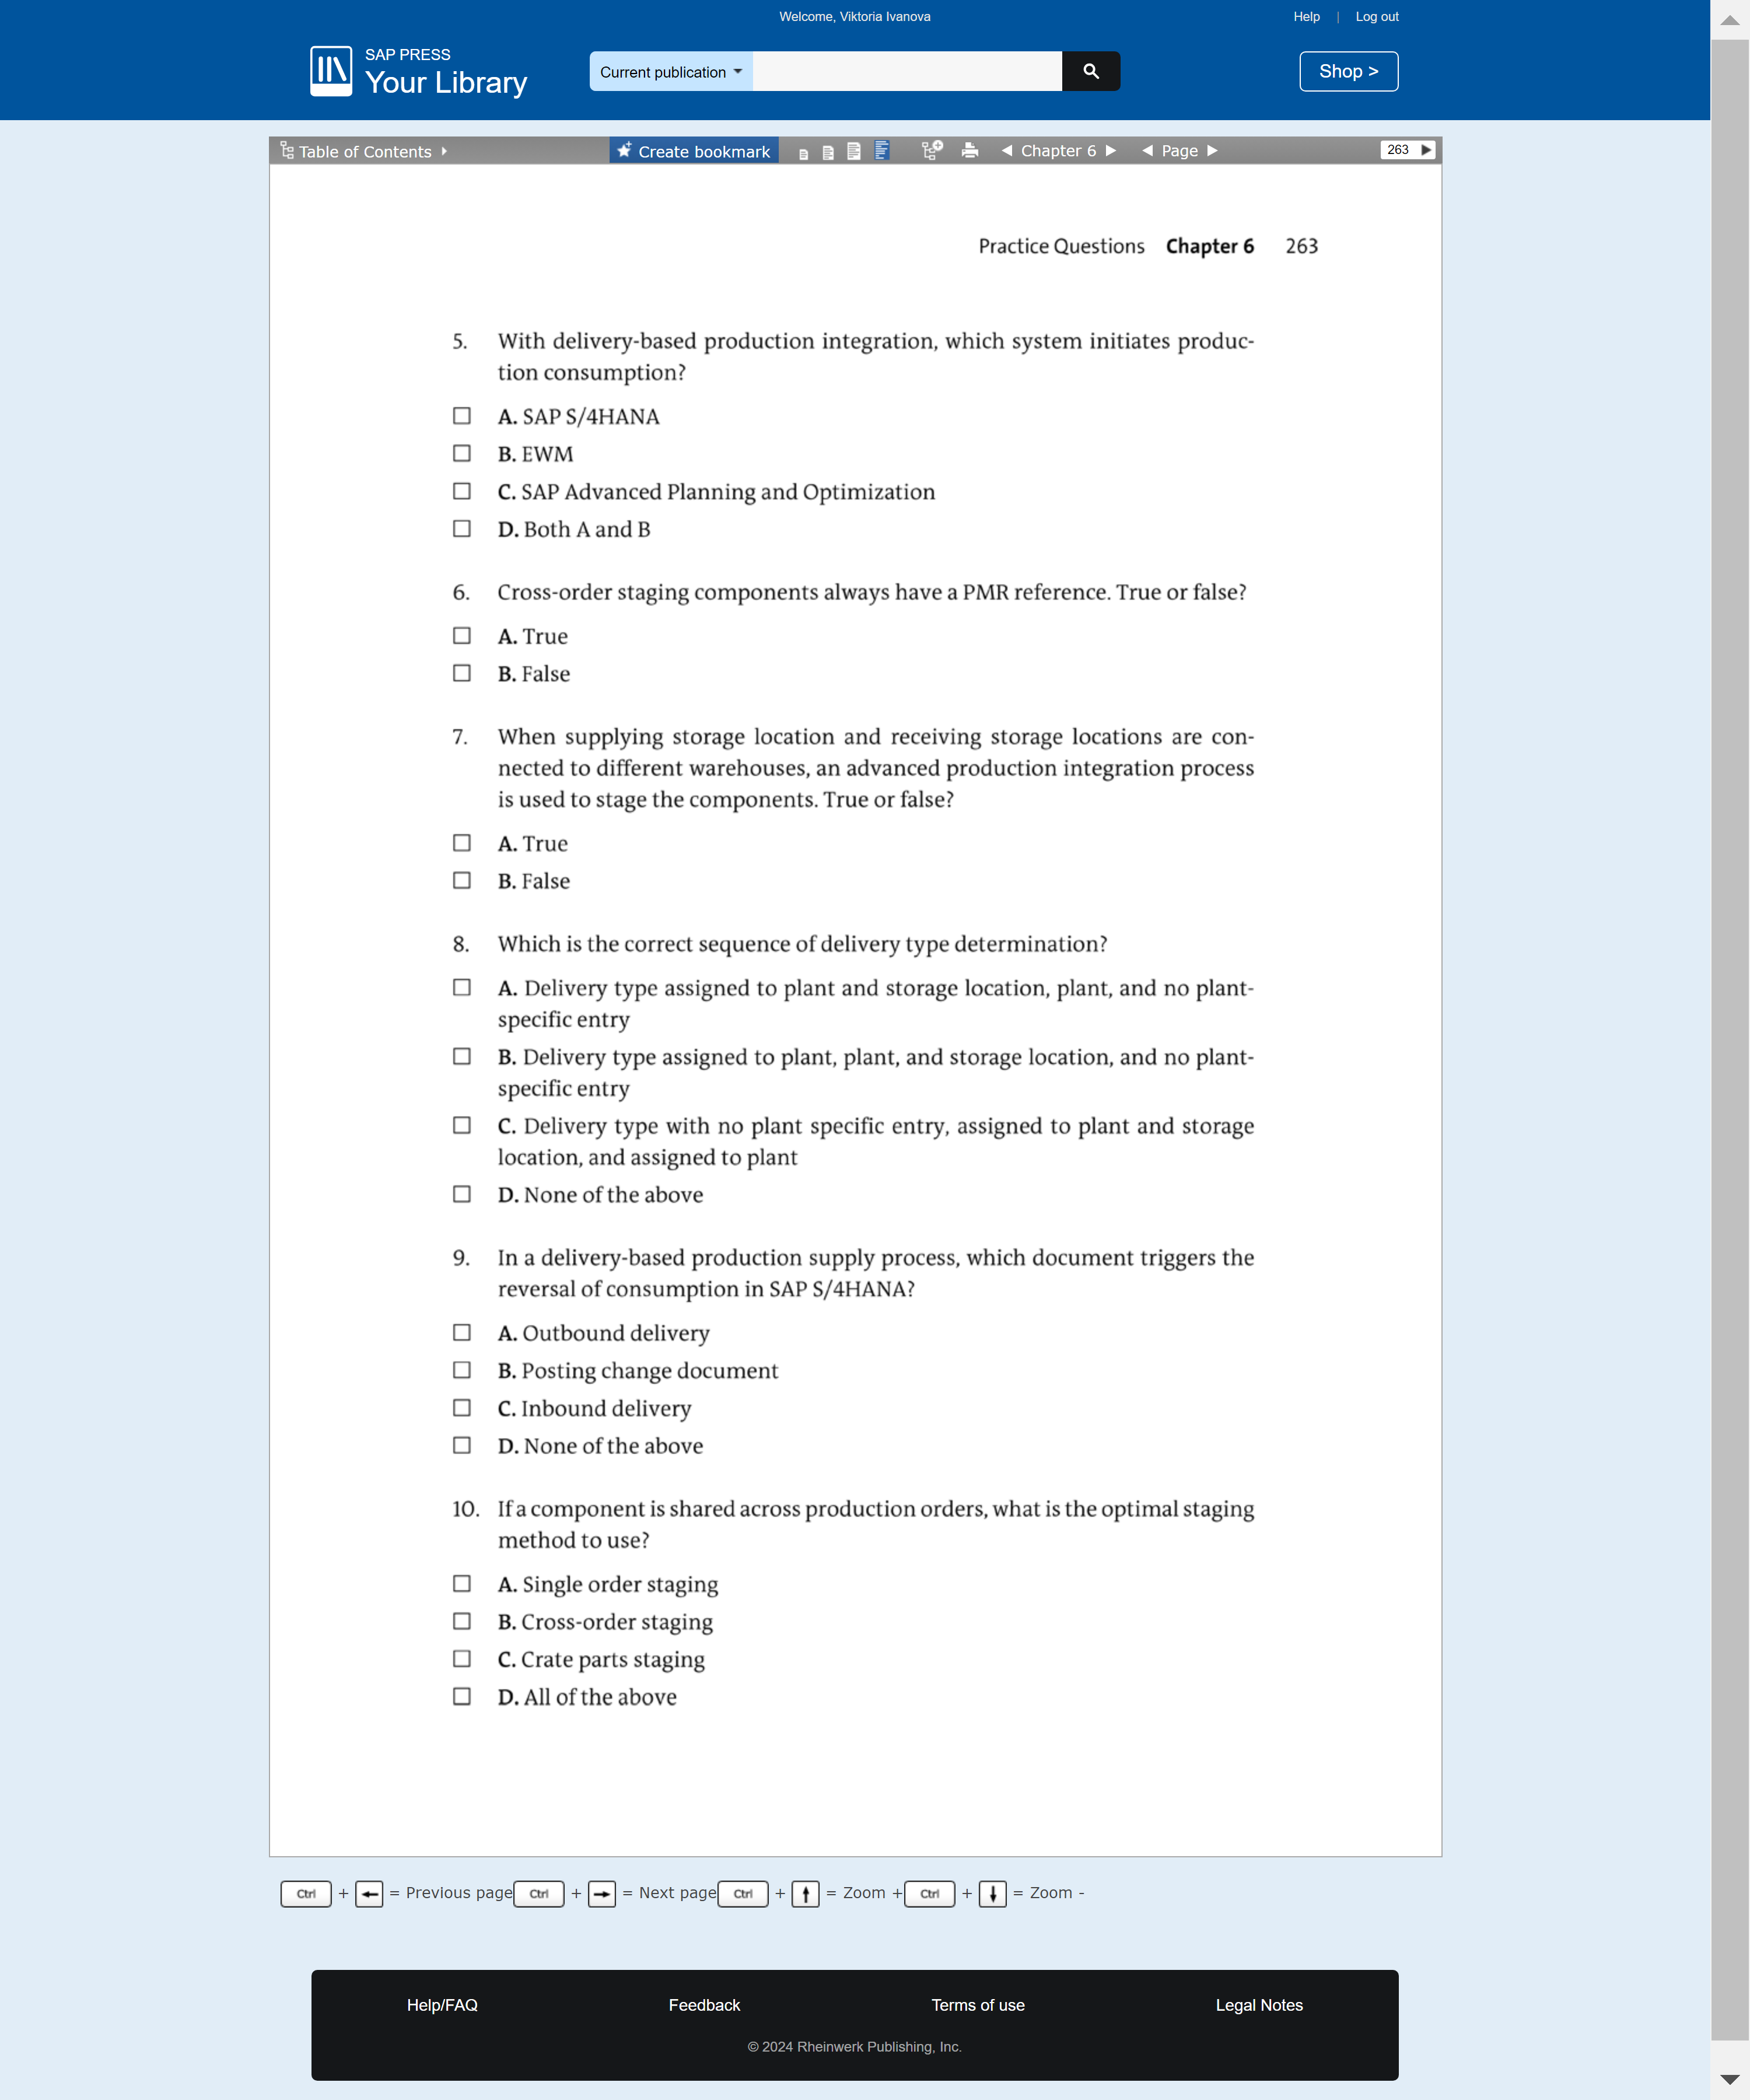 Welcome, Viktoria Ivanova
Help | Log out
SAP PRESS
Your Library
Current publication
Shop >
Table of Contents
Create bookmark
Chapter 6
Page
263
Practice Questions Chapter 6 263
5. With delivery-based production integration, which system initiates produc-
tion consumption?
A. SAP S/4HANA
B. EWM
C. SAP Advanced Planning and Optimization
D. Both A and B
6. Cross-order staging components always have a PMR reference. True or false?
A. True
B. False
7. When supplying storage location and receiving storage locations are con-
nected to different warehouses, an advanced production integration process
is used to stage the components. True or false?
A. True
B. False
8. Which is the correct sequence of delivery type determination?
A. Delivery type assigned to plant and storage location, plant, and no plant-
specific entry
B. Delivery type assigned to plant, plant, and storage location, and no plant-
specific entry
C. Delivery type with no plant specific entry, assigned to plant and storage
location, and assigned to plant
D. None of the above
9. In a delivery-based production supply process, which document triggers the
reversal of consumption in SAP S/4HANA?
A. Outbound delivery
B. Posting change document
C. Inbound delivery
D. None of the above
10. If a component is shared across production orders, what is the optimal staging
method to use?
A. Single order staging
B. Cross-order staging
C. Crate parts staging
D. All of the above
Ctrl + ← = Previous page Ctrl + → = Next page Ctrl + ↑ = Zoom + Ctrl + ↓ = Zoom -
Help/FAQ Feedback Terms of use Legal Notes
© 2024 Rheinwerk Publishing, Inc.